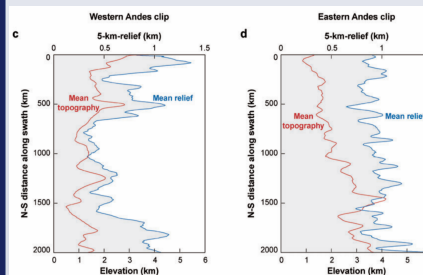 Western Andes clip
c
5-km-relief (km)
0 0.5 1 1.5
N-S distance along swath (km)
0
500
1000
1500
2000
Mean
topography
Mean relief
0 1 2 3 4 5 6
Elevation (km)
Eastern Andes clip
d
5-km-relief (km)
0 0.5 1
N-S distance along swath (km)
0
500
1000
1500
2000
Mean
topography
Mean relief
0 1 2 3 4 5
Elevation (km)